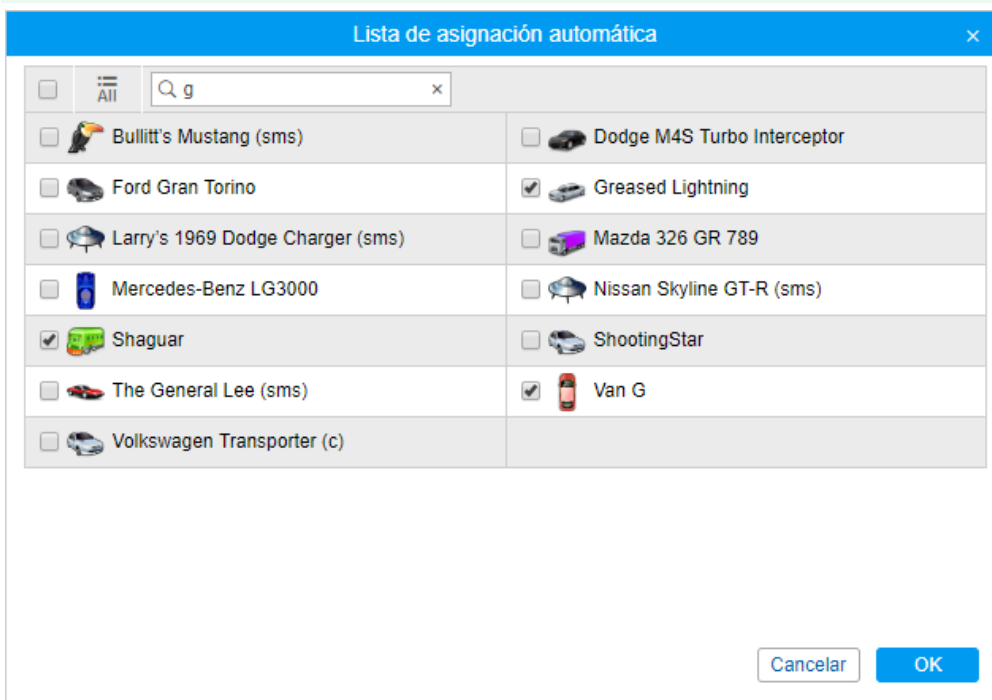 Lista de asignación automática ×
All g ×
Bullitt's Mustang (sms) Dodge M4S Turbo Interceptor
Ford Gran Torino Greased Lightning
Larry's 1969 Dodge Charger (sms) Mazda 326 GR 789
Mercedes-Benz LG3000 Nissan Skyline GT-R (sms)
Shaguar ShootingStar
The General Lee (sms) Van G
Volkswagen Transporter (c)
Cancelar OK